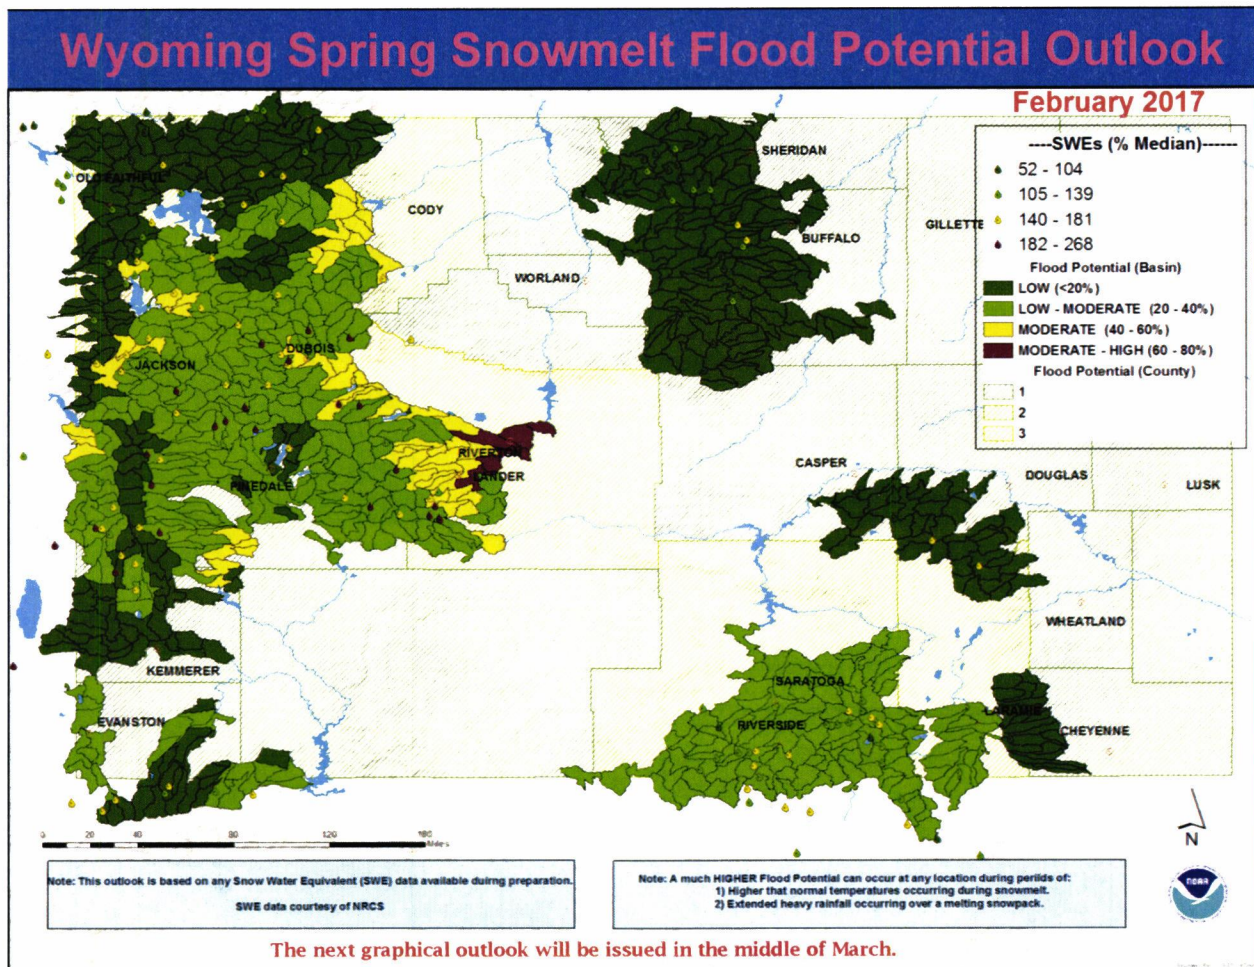 Wyoming Spring Snowmelt Flood Potential Outlook
February 2017
----SWEs (% Median)------
52 - 104
105 - 139
140 - 181
182 - 268
Flood Potential (Basin)
LOW (<20%)
LOW - MODERATE (20 - 40%)
MODERATE (40 - 60%)
MODERATE - HIGH (60 - 80%)
Flood Potential (County)
1
2
3
SHERIDAN
OLD FAITHFUL
CODY
BUFFALO
GILLETTE
WORLAND
DUBOIS
JACKSON
RIVERTON
LANDER
PINEDALE
CASPER
DOUGLAS
LUSK
WHEATLAND
KEMMERER
SARATOGA
EVANSTON
RIVERSIDE
LARAMIE
CHEYENNE
0 20 40 80 120 160
Miles
N
NOAA
Note: This outlook is based on any Snow Water Equivalent (SWE) data available duirng preparation.
SWE data courtesy of NRCS
Note: A much HIGHER Flood Potential can occur at any location during periids of:
1) Higher that normal temperatures occurring during snowmelt.
2) Extended heavy rainfall occurring over a melting snowpack.
The next graphical outlook will be issued in the middle of March.